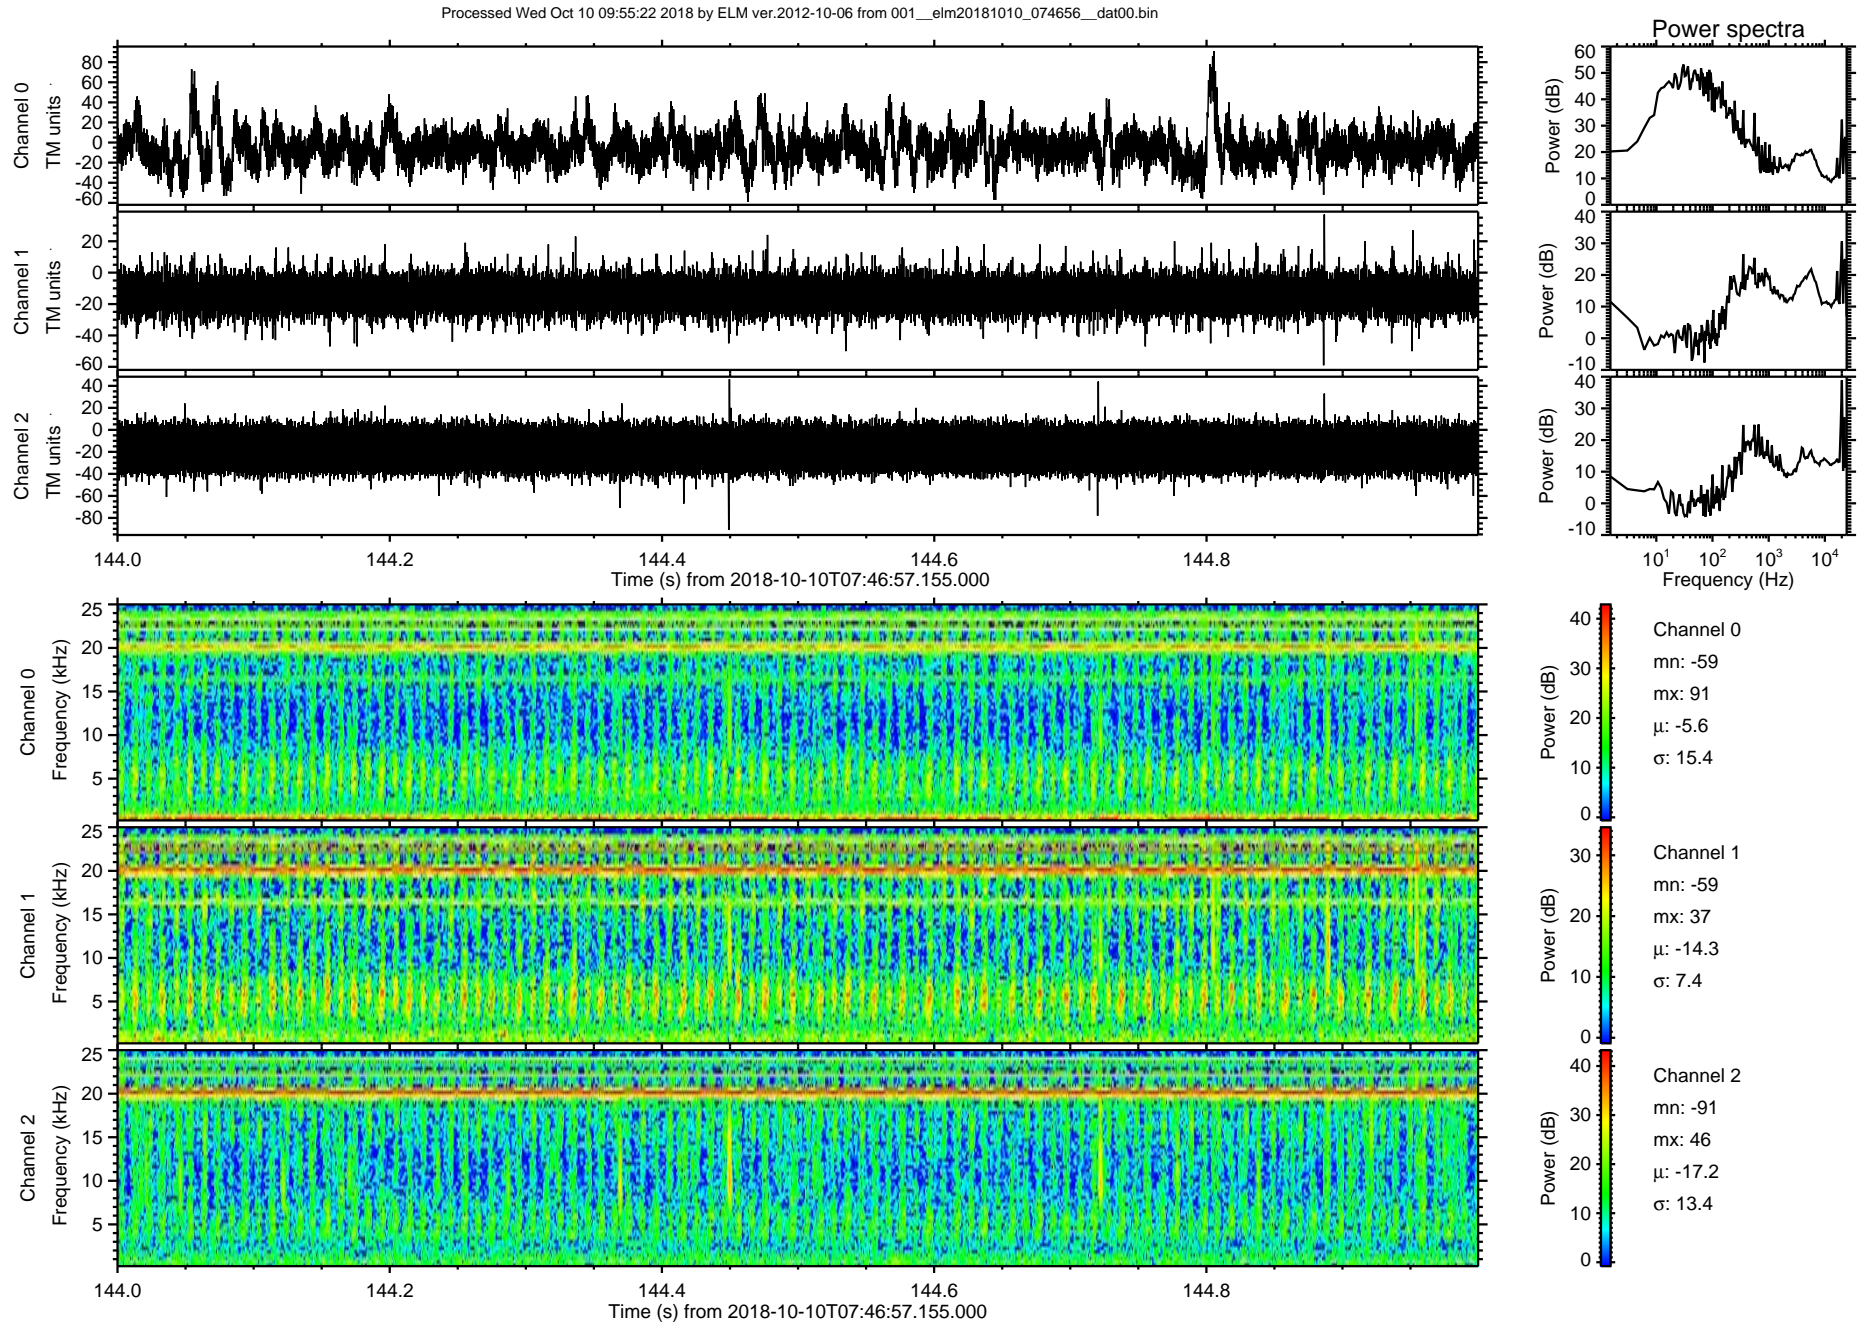 Processed Wed Oct 10 09:55:22 2018 by ELM ver.2012-10-06 from 001__elm20181010_074656__dat00.bin
Power spectra
Channel 0
TM units
80
60
40
20
0
-20
-40
-60
Power (dB)
60
50
40
30
20
10
0
Channel 1
TM units
20
0
-20
-40
-60
Power (dB)
40
30
20
10
0
-10
Channel 2
TM units
40
20
0
-20
-40
-60
-80
Power (dB)
40
30
20
10
0
-10
144.0 144.2 144.4 144.6 144.8
Time (s) from 2018-10-10T07:46:57.155.000
10^1 10^2 10^3 10^4
Frequency (Hz)
Channel 0
Frequency (kHz)
25
20
15
10
5
Power (dB)
40
30
20
10
0
Channel 0
mn: -59
mx: 91
μ: -5.6
σ: 15.4
Channel 1
Frequency (kHz)
25
20
15
10
5
Power (dB)
30
20
10
0
Channel 1
mn: -59
mx: 37
μ: -14.3
σ: 7.4
Channel 2
Frequency (kHz)
25
20
15
10
5
Power (dB)
40
30
20
10
0
Channel 2
mn: -91
mx: 46
μ: -17.2
σ: 13.4
144.0 144.2 144.4 144.6 144.8
Time (s) from 2018-10-10T07:46:57.155.000